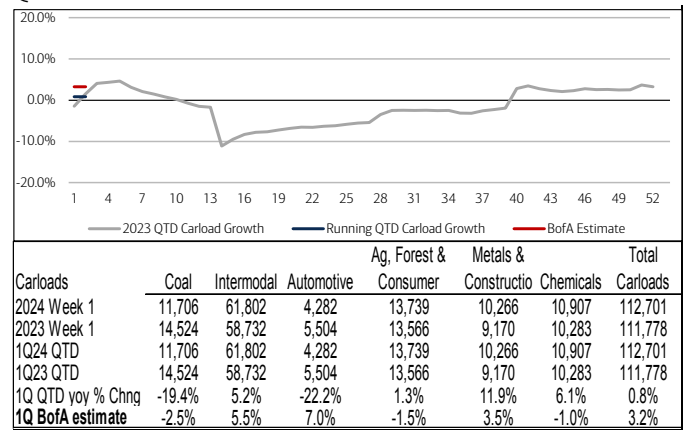 20.0%
10.0%
0.0%
-10.0%
-20.0%
1 4 7 10 13 16 19 22 25 28 31 34 37 40 43 46 49 52
2023 QTD Carload Growth Running QTD Carload Growth BofA Estimate
Ag, Forest & Metals & Total
Carloads Coal Intermodal Automotive Consumer Constructio Chemicals Carloads
2024 Week 1 11,706 61,802 4,282 13,739 10,266 10,907 112,701
2023 Week 1 14,524 58,732 5,504 13,566 9,170 10,283 111,778
1Q24 QTD 11,706 61,802 4,282 13,739 10,266 10,907 112,701
1Q23 QTD 14,524 58,732 5,504 13,566 9,170 10,283 111,778
1Q QTD yoy % Chng -19.4% 5.2% -22.2% 1.3% 11.9% 6.1% 0.8%
1Q BofA estimate -2.5% 5.5% 7.0% -1.5% 3.5% -1.0% 3.2%